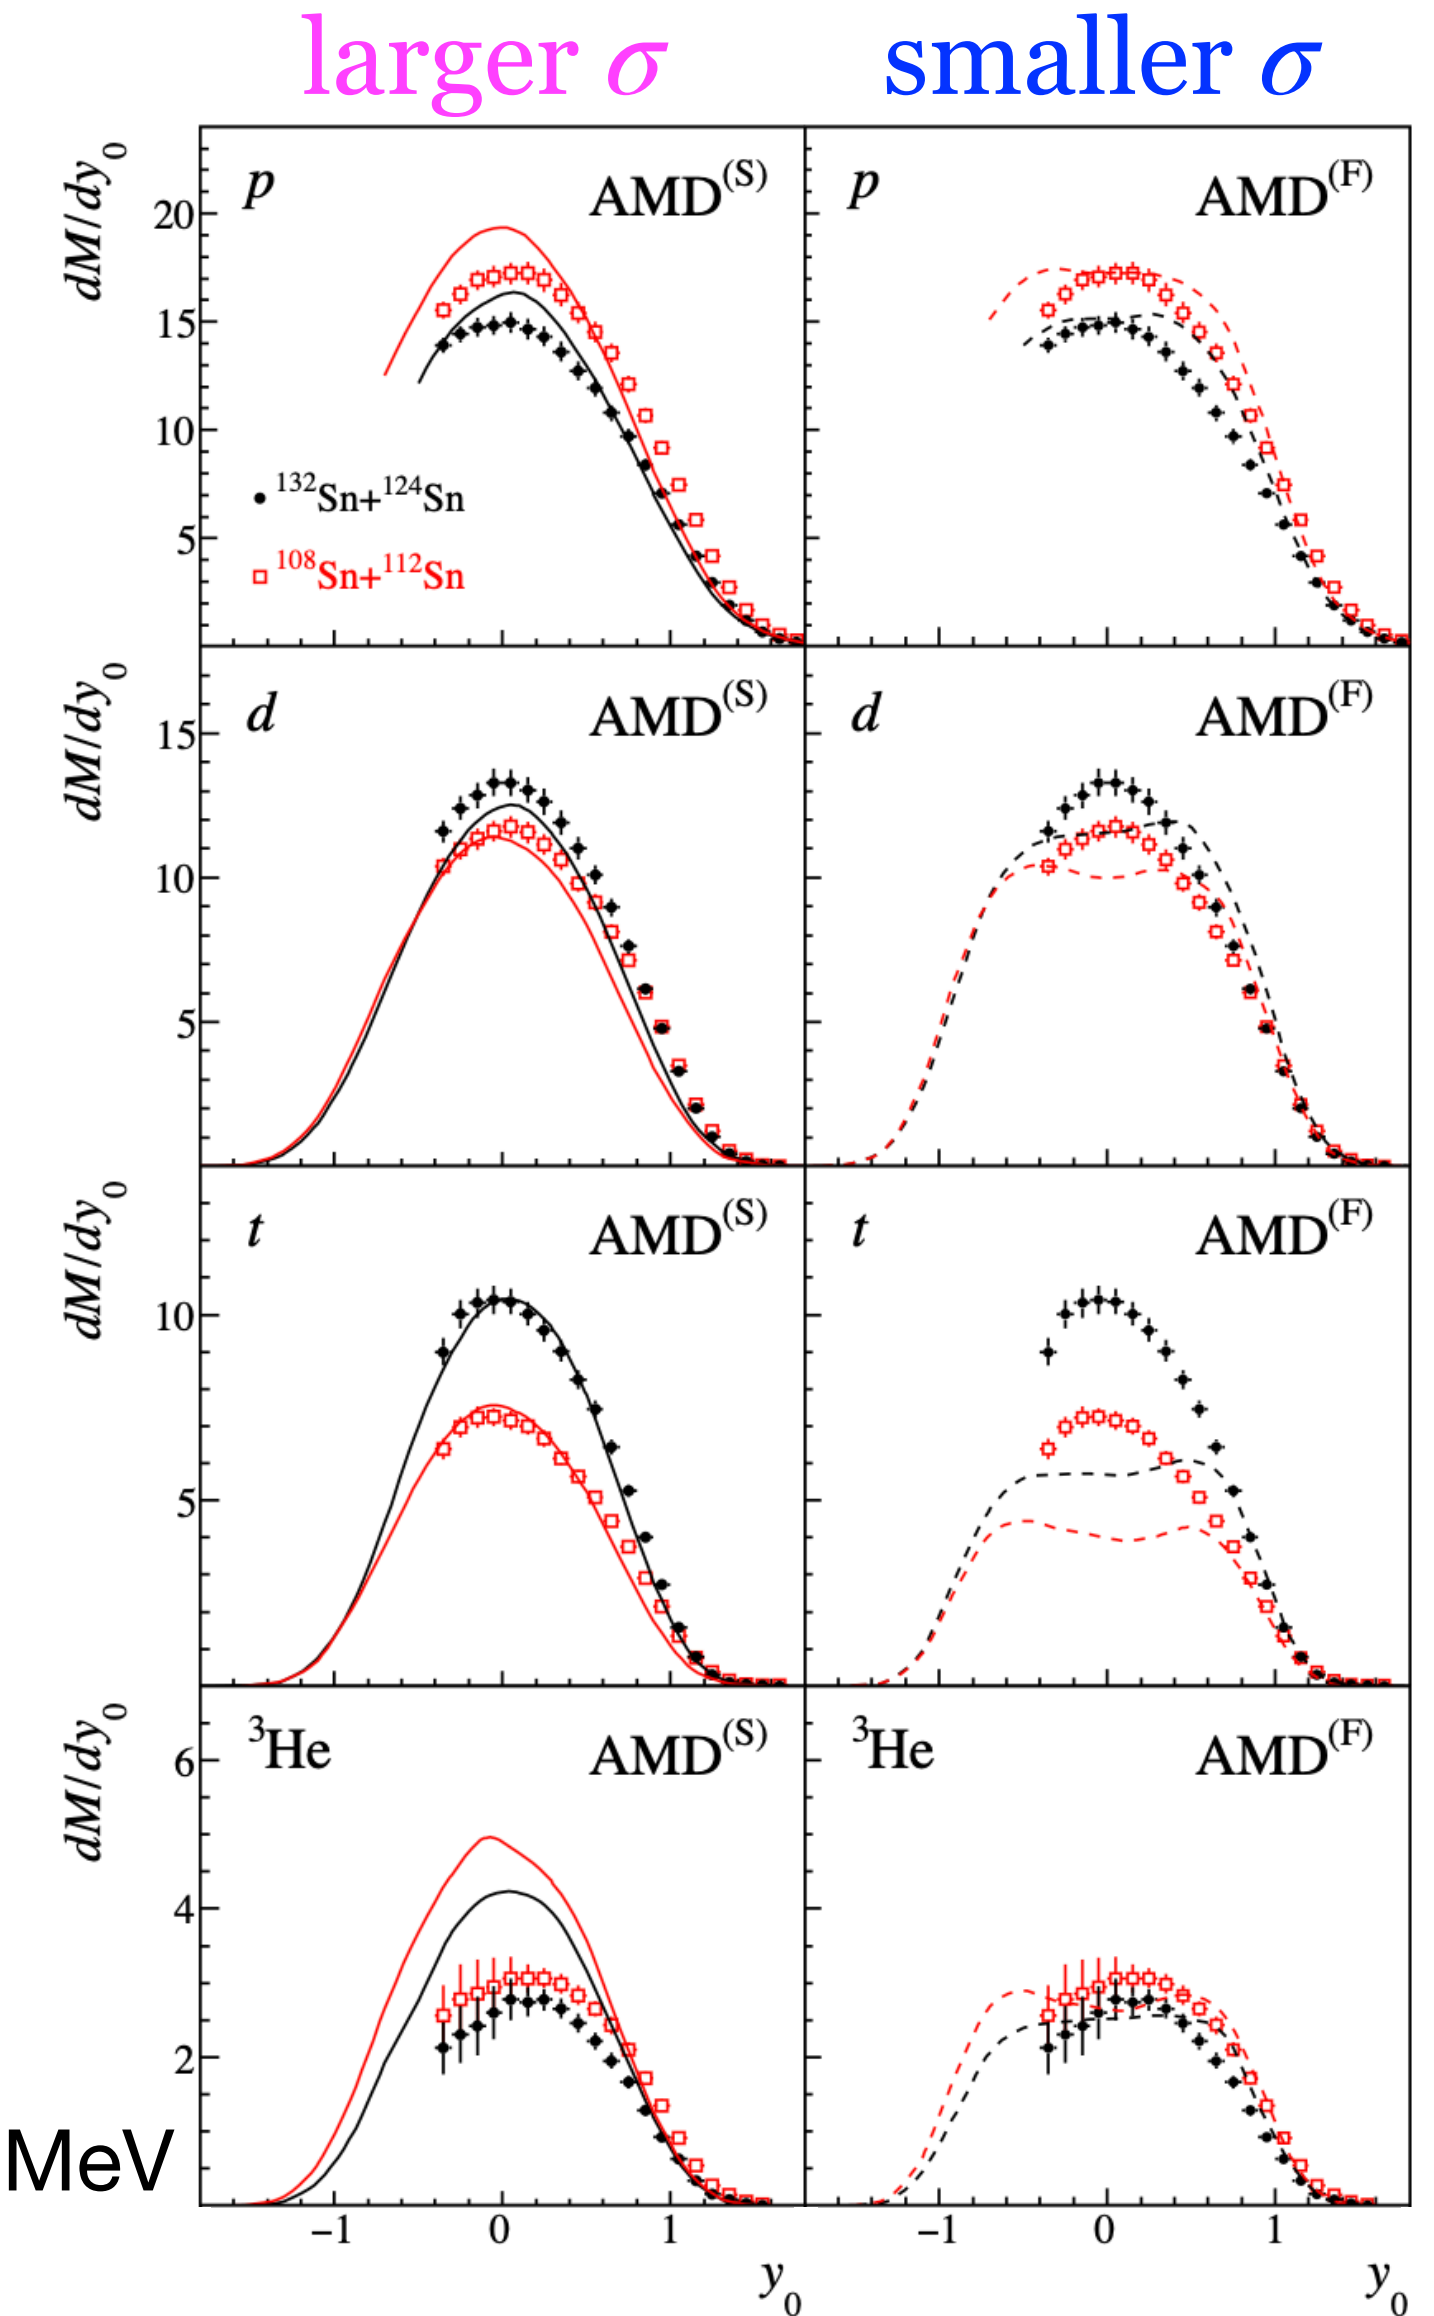 larger σ smaller σ
dM/dy₀ 20 15 10 5
p AMD⁽ˢ⁾ p AMD⁽ᶠ⁾
¹³²Sn+¹²⁴Sn
¹⁰⁸Sn+¹¹²Sn
dM/dy₀ 15 10 5
d AMD⁽ˢ⁾ d AMD⁽ᶠ⁾
dM/dy₀ 10 5
t AMD⁽ˢ⁾ t AMD⁽ᶠ⁾
dM/dy₀ 6 4 2
³He AMD⁽ˢ⁾ ³He AMD⁽ᶠ⁾
MeV
−1 0 1 −1 0 1
y₀ y₀